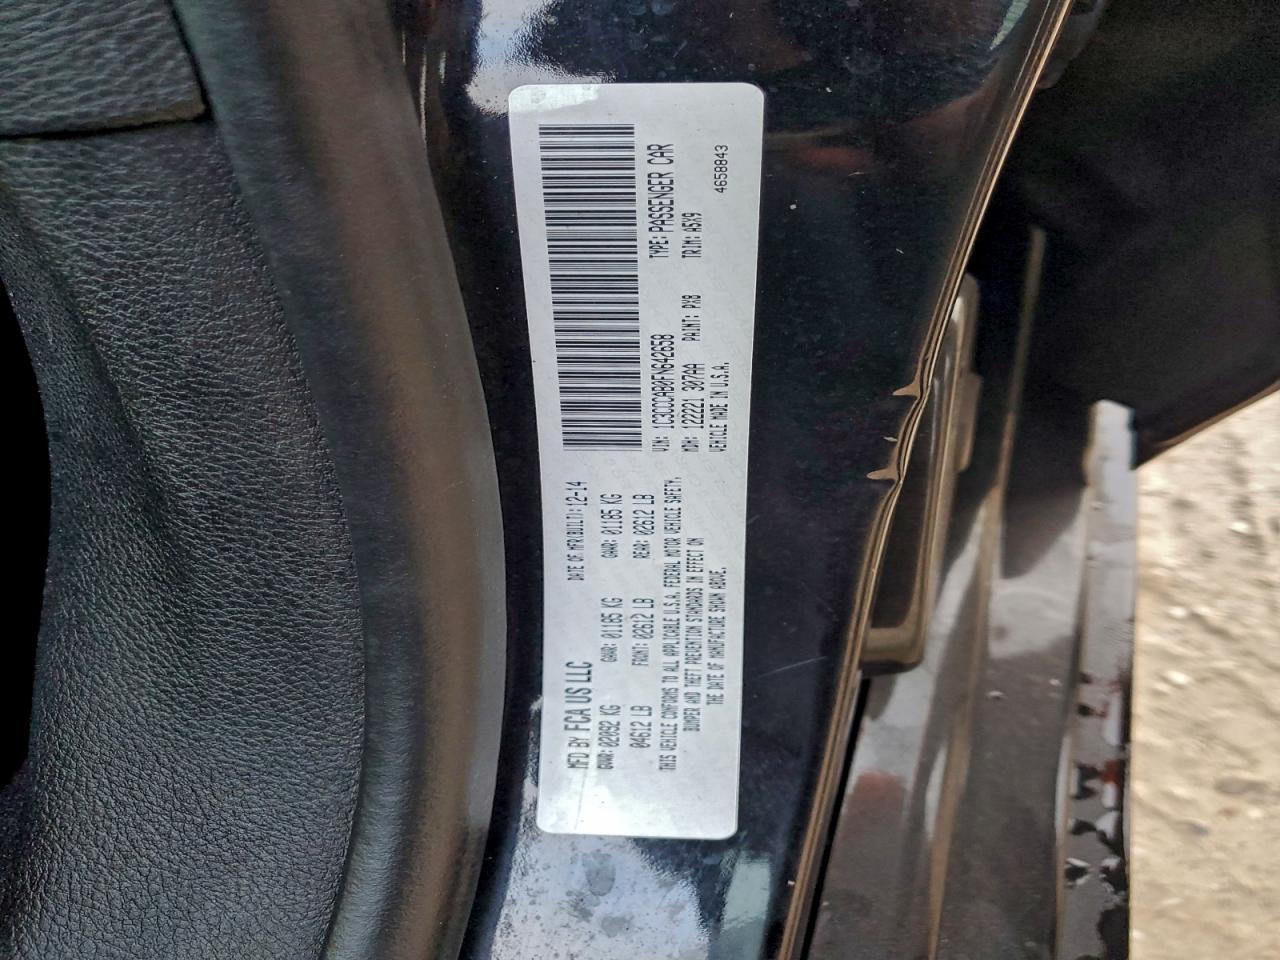 MFD BY FCA US LLC
DATE OF MFR(BUILT): 12-14
GVWR: 02092 KG
GAWR: 01185 KG
GAWR: 01185 KG
04612 LB
FRONT: 02612 LB
REAR: 02612 LB
THIS VEHICLE CONFORMS TO ALL APPLICABLE U.S.A. FEDERAL MOTOR VEHICLE SAFETY,
BUMPER AND THEFT PREVENTION STANDARDS IN EFFECT ON
THE DATE OF MANUFACTURE SHOWN ABOVE.
VIN: 1C3CCCAB0FN642658
TYPE: PASSENGER CAR
MDH: 122221 307AA
PAINT: PX8
TRIM: A5X9
VEHICLE MADE IN U.S.A.
4658843